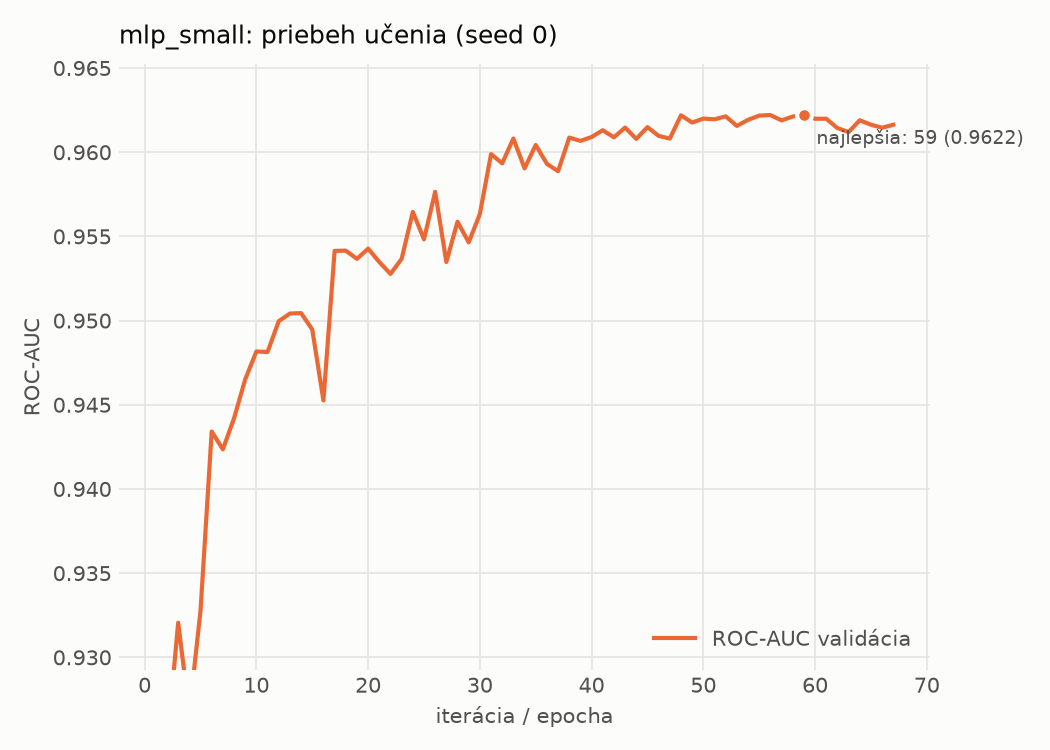 mlp_small: priebeh učenia (seed 0)
0.965
0.960
0.955
0.950
0.945
0.940
0.935
0.930
ROC-AUC
najlepšia: 59 (0.9622)
ROC-AUC validácia
0 10 20 30 40 50 60 70
iterácia / epocha